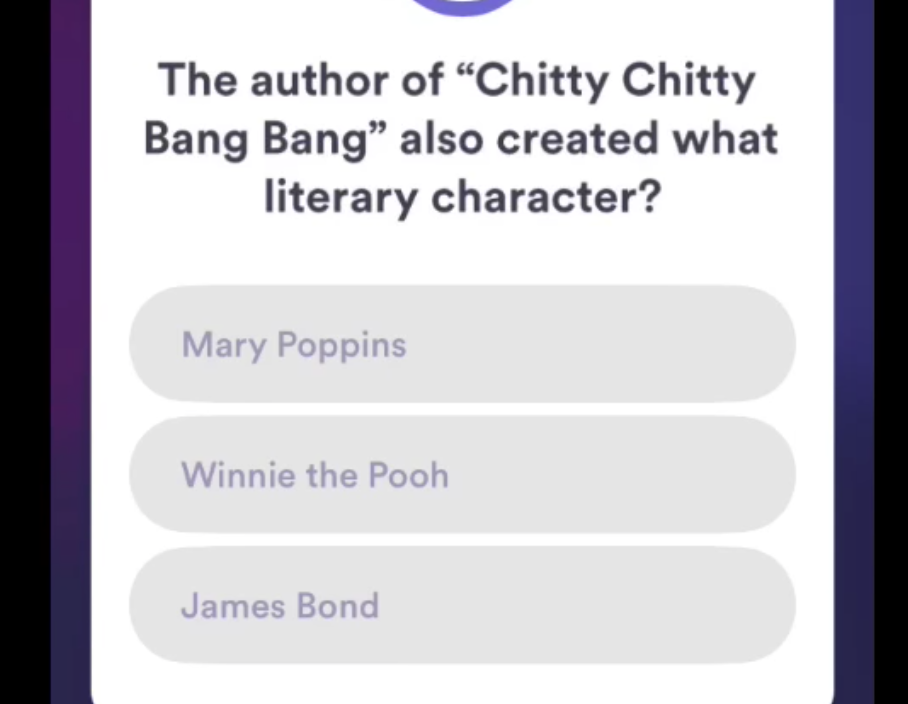 The author of “Chitty Chitty
Bang Bang” also created what
literary character?
Mary Poppins
Winnie the Pooh
James Bond